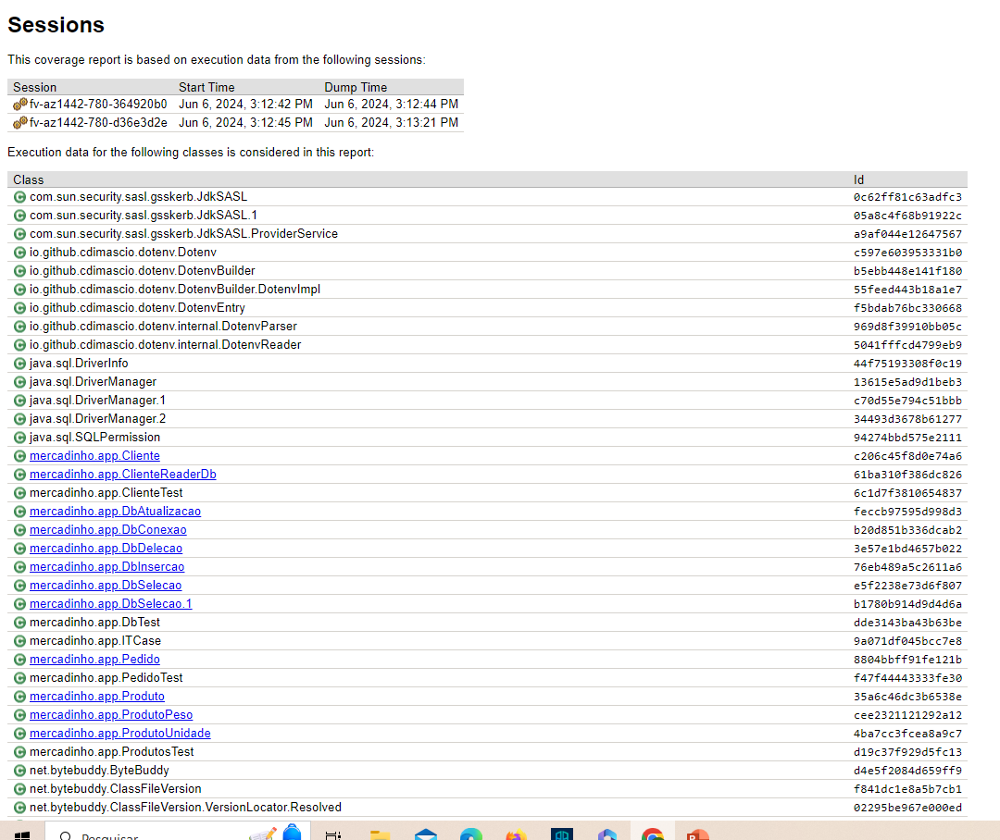 Sessions
This coverage report is based on execution data from the following sessions:
Session Start Time Dump Time
fv-az1442-780-364920b0 Jun 6, 2024, 3:12:42 PM Jun 6, 2024, 3:12:44 PM
fv-az1442-780-d36e3d2e Jun 6, 2024, 3:12:45 PM Jun 6, 2024, 3:13:21 PM
Execution data for the following classes is considered in this report:
Class Id
com.sun.security.sasl.gsskerb.JdkSASL 0c62ff81c63adfc3
com.sun.security.sasl.gsskerb.JdkSASL.1 05a8c4f68b91922c
com.sun.security.sasl.gsskerb.JdkSASL.ProviderService a9af044e12647567
io.github.cdimascio.dotenv.Dotenv c597e603953331b0
io.github.cdimascio.dotenv.DotenvBuilder b5ebb448e141f180
io.github.cdimascio.dotenv.DotenvBuilder.DotenvImpl 55feed443b18a1e7
io.github.cdimascio.dotenv.DotenvEntry f5bdab76bc330668
io.github.cdimascio.dotenv.internal.DotenvParser 969d8f39910bb05c
io.github.cdimascio.dotenv.internal.DotenvReader 5041fffcd4799eb9
java.sql.DriverInfo 44f75193308f0c19
java.sql.DriverManager 13615e5ad9d1beb3
java.sql.DriverManager.1 c70d55e794c51bbb
java.sql.DriverManager.2 34493d3678b61277
java.sql.SQLPermission 94274bbd575e2111
mercadinho.app.Cliente c206c45f8d0e74a6
mercadinho.app.ClienteReaderDb 61ba310f386dc826
mercadinho.app.ClienteTest 6c1d7f3810654837
mercadinho.app.DbAtualizacao feccb97595d998d3
mercadinho.app.DbConexao b20d851b336dcab2
mercadinho.app.DbDelecao 3e57e1bd4657b022
mercadinho.app.DbInsercao 76eb489a5c2611a6
mercadinho.app.DbSelecao e5f2238e73d6f807
mercadinho.app.DbSelecao.1 b1780b914d9d4d6a
mercadinho.app.DbTest dde3143ba43b63be
mercadinho.app.ITCase 9a071df045bcc7e8
mercadinho.app.Pedido 8804bbff91fe121b
mercadinho.app.PedidoTest f47f44443333fe30
mercadinho.app.Produto 35a6c46dc3b6538e
mercadinho.app.ProdutoPeso cee2321121292a12
mercadinho.app.ProdutoUnidade 4ba7cc3fcea8a9c7
mercadinho.app.ProdutosTest d19c37f929d5fc13
net.bytebuddy.ByteBuddy d4e5f2084d659ff9
net.bytebuddy.ClassFileVersion f841dc1e8a5b7cb1
net.bytebuddy.ClassFileVersion.VersionLocator.Resolved 02295be967e000ed
Pesquisar